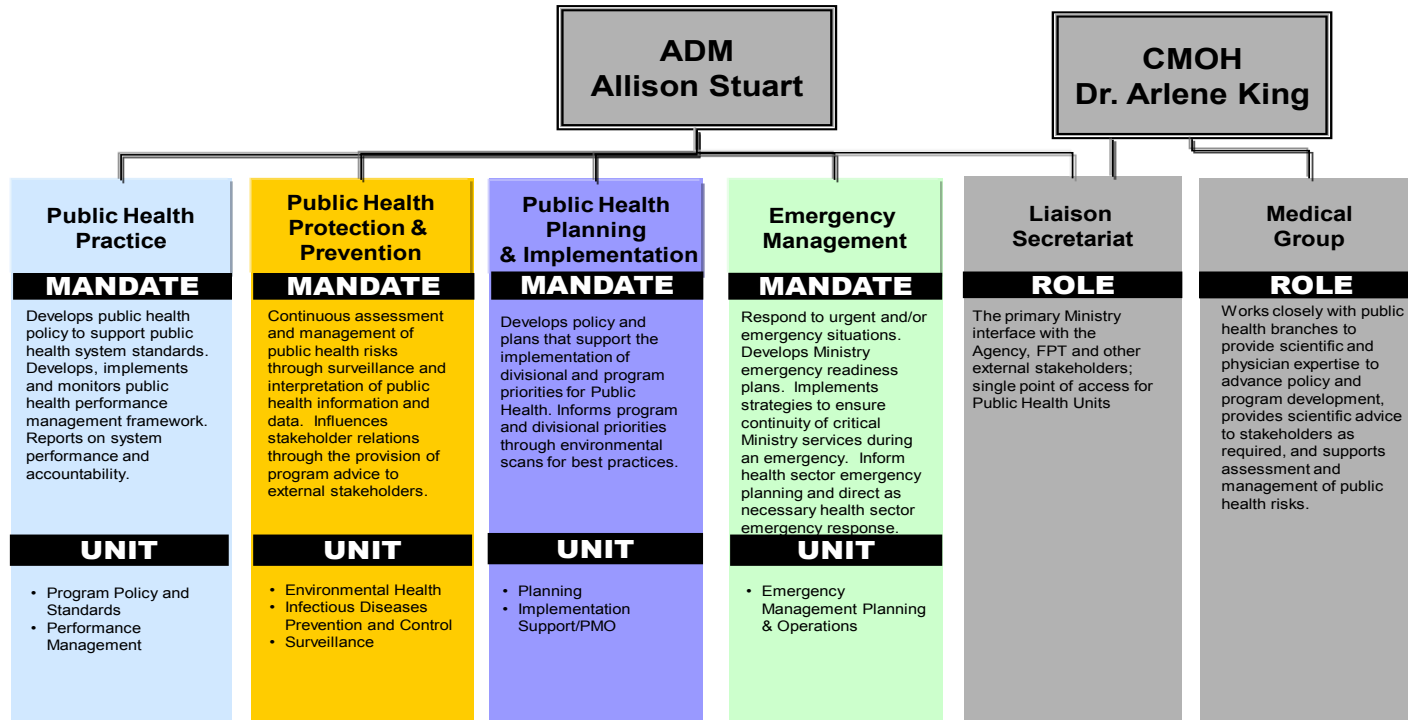 ADM
Allison Stuart
CMOH
Dr. Arlene King
Public Health
Practice
MANDATE
Develops public health
policy to support public
health system standards.
Develops, implements
and monitors public
health performance
management framework.
Reports on system
performance and
accountability.
UNIT
• Program Policy and
Standards
• Performance
Management
Public Health
Protection &
Prevention
MANDATE
Continuous assessment
and management of
public health risks
through surveillance and
interpretation of public
health information and
data. Influences
stakeholder relations
through the provision of
program advice to
external stakeholders.
UNIT
• Environmental Health
• Infectious Diseases
Prevention and Control
• Surveillance
Public Health
Planning
& Implementation
MANDATE
Develops policy and
plans that support the
implementation of
divisional and program
priorities for Public
Health. Informs program
and divisional priorities
through environmental
scans for best practices.
UNIT
• Planning
• Implementation
Support/PMO
Emergency
Management
MANDATE
Respond to urgent and/or
emergency situations.
Develops Ministry
emergency readiness
plans. Implements
strategies to ensure
continuity of critical
Ministry services during
an emergency. Inform
health sector emergency
planning and direct as
necessary health sector
emergency response.
UNIT
• Emergency
Management Planning
& Operations
Liaison
Secretariat
ROLE
The primary Ministry
interface with the
Agency, FPT and other
external stakeholders;
single point of access for
Public Health Units
Medical
Group
ROLE
Works closely with public
health branches to
provide scientific and
physician expertise to
advance policy and
program development,
provides scientific advice
to stakeholders as
required, and supports
assessment and
management of public
health risks.